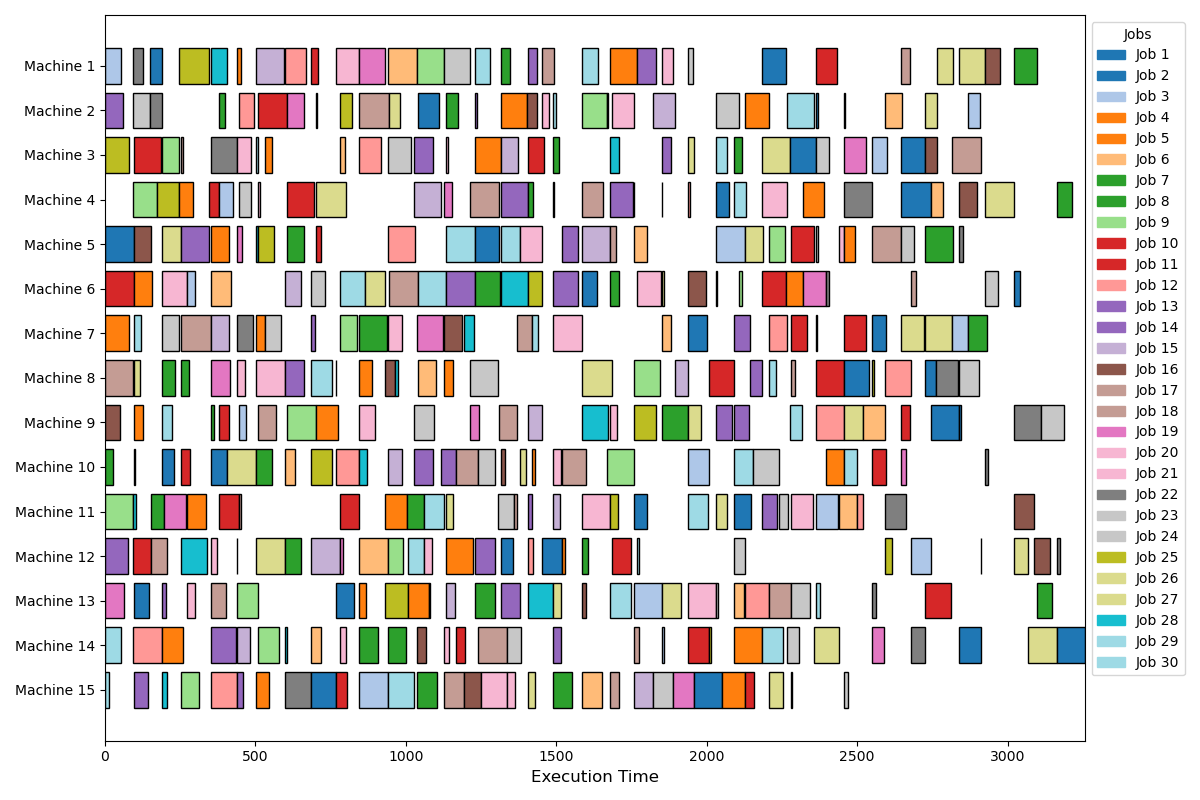 Machine 1
Machine 2
Machine 3
Machine 4
Machine 5
Machine 6
Machine 7
Machine 8
Machine 9
Machine 10
Machine 11
Machine 12
Machine 13
Machine 14
Machine 15
0 500 1000 1500 2000 2500 3000
Execution Time
Jobs
Job 1
Job 2
Job 3
Job 4
Job 5
Job 6
Job 7
Job 8
Job 9
Job 10
Job 11
Job 12
Job 13
Job 14
Job 15
Job 16
Job 17
Job 18
Job 19
Job 20
Job 21
Job 22
Job 23
Job 24
Job 25
Job 26
Job 27
Job 28
Job 29
Job 30